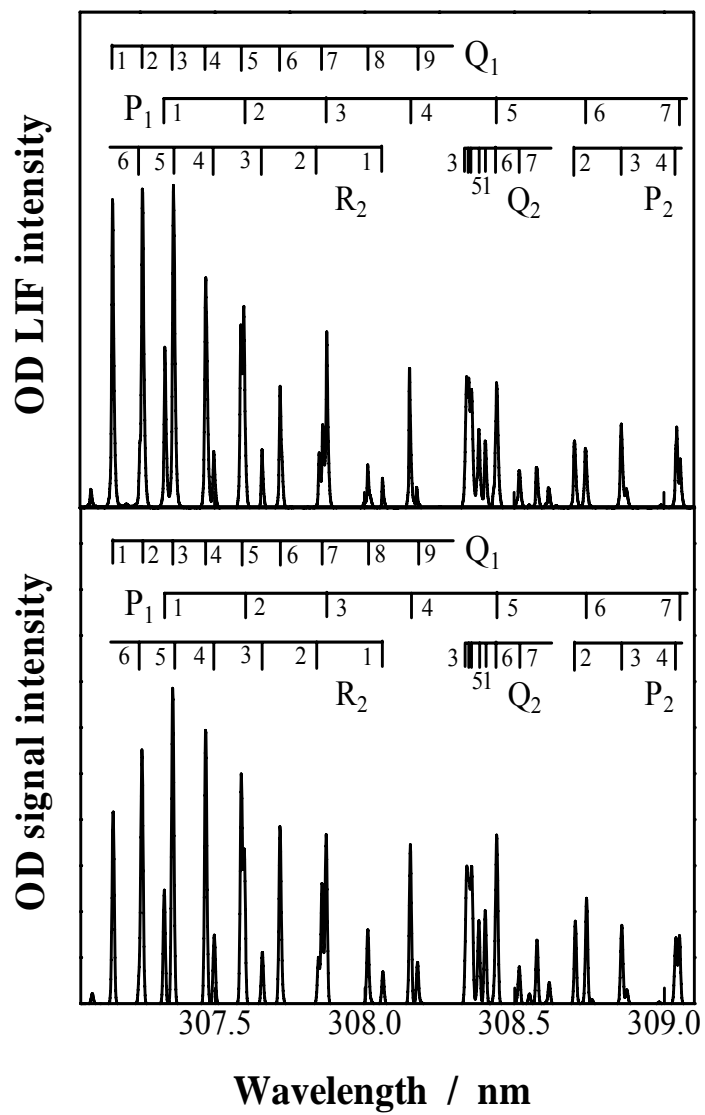 1 2 3 4 5 6 7 8 9 Q₁
P₁ 1 2 3 4 5 6 7
6 5 4 3 2 1 3 51 6 7 2 3 4
R₂ Q₂ P₂
OD LIF intensity
1 2 3 4 5 6 7 8 9 Q₁
P₁ 1 2 3 4 5 6 7
6 5 4 3 2 1 3 51 6 7 2 3 4
R₂ Q₂ P₂
OD signal intensity
307.5 308.0 308.5 309.0
Wavelength / nm